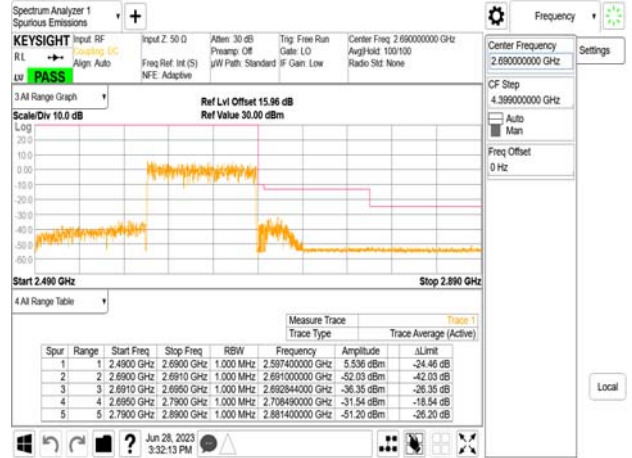 Spectrum Analyzer 1
Spurious Emissions
+
Frequency
KEYSIGHT
RL
PASS
Input: RF
Coupling: DC
Align: Auto
Input Z: 50 Ω
Freq Ref: Int (S)
NFE: Adaptive
Atten: 30 dB
Preamp: Off
µW Path: Standard
Trig: Free Run
Gate: LO
IF Gain: Low
Center Freq: 2.690000000 GHz
Avg|Hold: 100/100
Radio Std: None
Center Frequency
2.690000000 GHz
Settings
CF Step
4.399000000 GHz
Auto
Man
Freq Offset
0 Hz
Local
3 All Range Graph
Scale/Div 10.0 dB
Ref Lvl Offset 15.96 dB
Ref Value 30.00 dBm
Log
20.0
10.0
0.00
-10.0
-20.0
-30.0
-40.0
-50.0
-60.0
Start 2.490 GHz
Stop 2.890 GHz
4 All Range Table
Measure Trace Trace 1
Trace Type Trace Average (Active)
Spur Range Start Freq Stop Freq RBW Frequency Amplitude ΔLimit
1 1 2.4900 GHz 2.6900 GHz 1.000 MHz 2.597400000 GHz 5.536 dBm -24.46 dB
2 2 2.6900 GHz 2.6910 GHz 1.000 MHz 2.691000000 GHz -52.03 dBm -42.03 dB
3 3 2.6910 GHz 2.6950 GHz 1.000 MHz 2.692844000 GHz -36.35 dBm -26.35 dB
4 4 2.6950 GHz 2.7900 GHz 1.000 MHz 2.708490000 GHz -31.54 dBm -18.54 dB
5 5 2.7900 GHz 2.8900 GHz 1.000 MHz 2.881400000 GHz -51.20 dBm -26.20 dB
?
Jun 28, 2023
3:32:13 PM